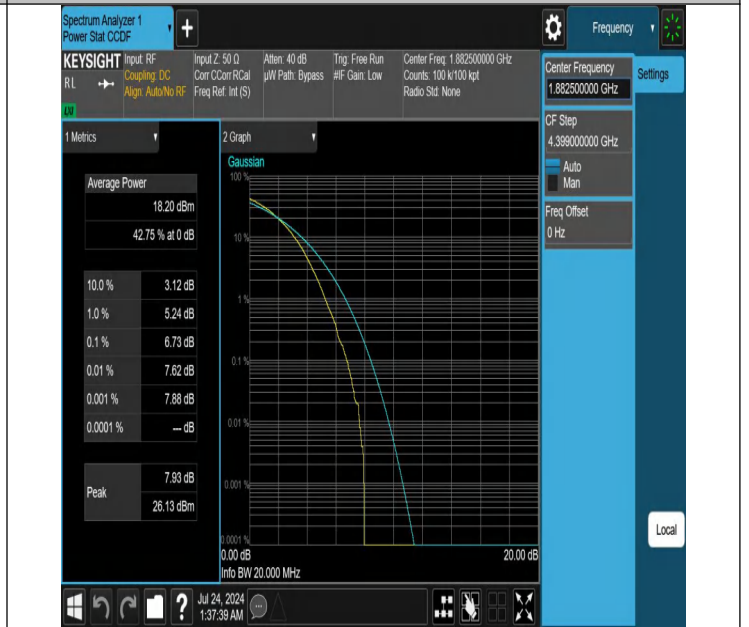 Spectrum Analyzer 1
Power Stat CCDF
+
Frequency
KEYSIGHT
RL
Input: RF
Coupling: DC
Align: Auto/No RF
Input Z: 50 Ω
Corr CCorr RCal
Freq Ref: Int (S)
Atten: 40 dB
µW Path: Bypass
Trig: Free Run
#IF Gain: Low
Center Freq: 1.882500000 GHz
Counts: 100 k/100 kpt
Radio Std: None
Center Frequency
1.882500000 GHz
Settings
CF Step
4.399000000 GHz
Auto
Man
Freq Offset
0 Hz
1 Metrics
Average Power
18.20 dBm
42.75 % at 0 dB
10.0 % 3.12 dB
1.0 % 5.24 dB
0.1 % 6.73 dB
0.01 % 7.62 dB
0.001 % 7.88 dB
0.0001 % --- dB
Peak
7.93 dB
26.13 dBm
2 Graph
Gaussian
100 %
10 %
1 %
0.1 %
0.01 %
0.001 %
0.0001 %
0.00 dB 20.00 dB
Info BW 20.000 MHz
Local
?
Jul 24, 2024
1:37:39 AM